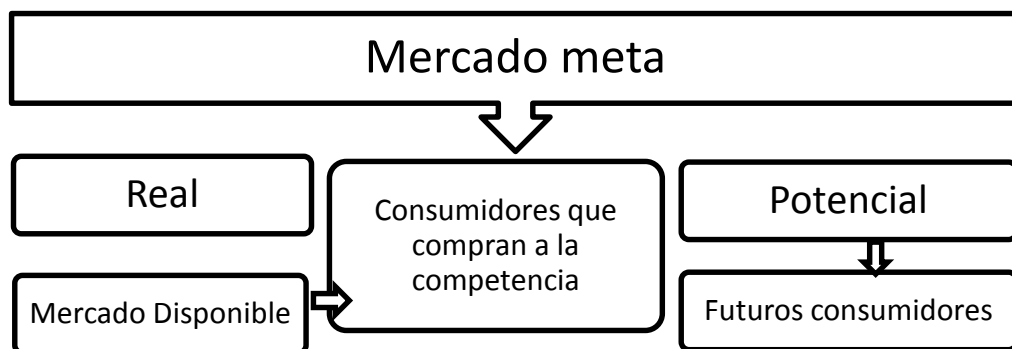 Mercado meta
Real
Consumidores que
compran a la
competencia
Potencial
Mercado Disponible
Futuros consumidores